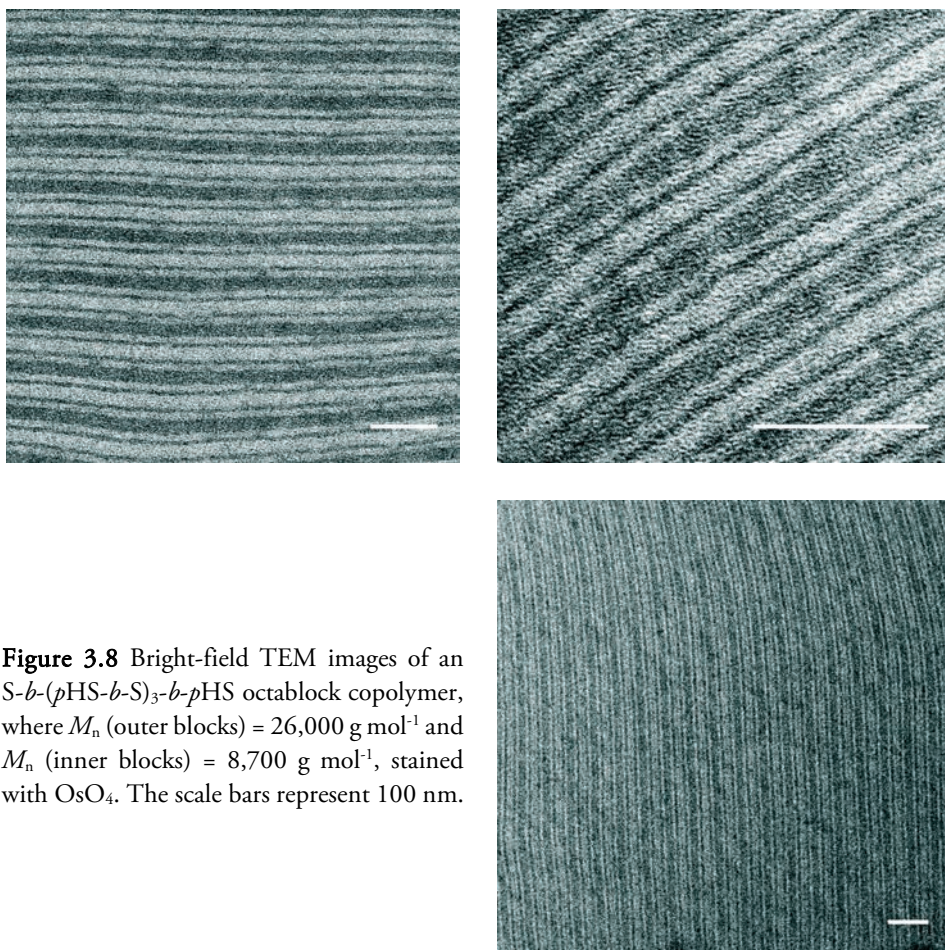 Figure 3.8 Bright-field TEM images of an
S-b-(pHS-b-S)₃-b-pHS octablock copolymer,
where Mₙ (outer blocks) = 26,000 g mol⁻¹ and
Mₙ (inner blocks) = 8,700 g mol⁻¹, stained
with OsO₄. The scale bars represent 100 nm.